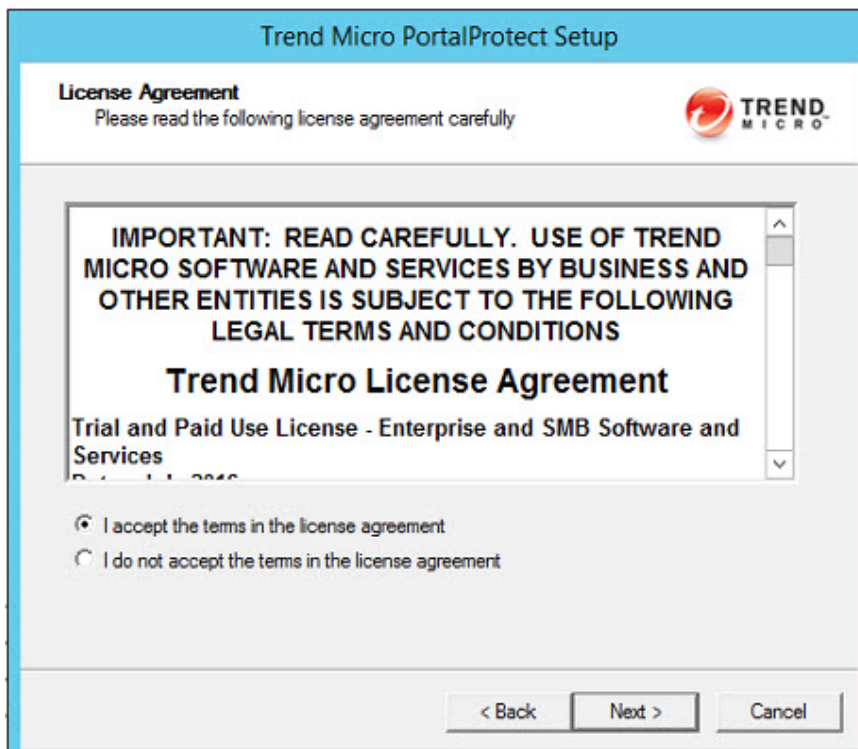 Trend Micro PortalProtect Setup
License Agreement
Please read the following license agreement carefully
TREND
MICRO
IMPORTANT: READ CAREFULLY. USE OF TREND
MICRO SOFTWARE AND SERVICES BY BUSINESS AND
OTHER ENTITIES IS SUBJECT TO THE FOLLOWING
LEGAL TERMS AND CONDITIONS
Trend Micro License Agreement
Trial and Paid Use License - Enterprise and SMB Software and
Services
I accept the terms in the license agreement
I do not accept the terms in the license agreement
< Back
Next >
Cancel